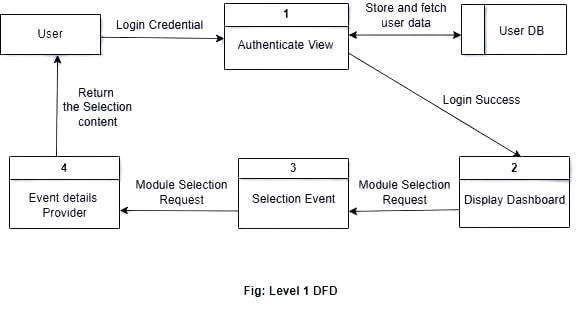 User
Login Credential
1
Authenticate View
Store and fetch
user data
User DB
Login Success
Return
the Selection
content
4
Event details
Provider
Module Selection
Request
3
Selection Event
Module Selection
Request
2
Display Dashboard
Fig: Level 1 DFD